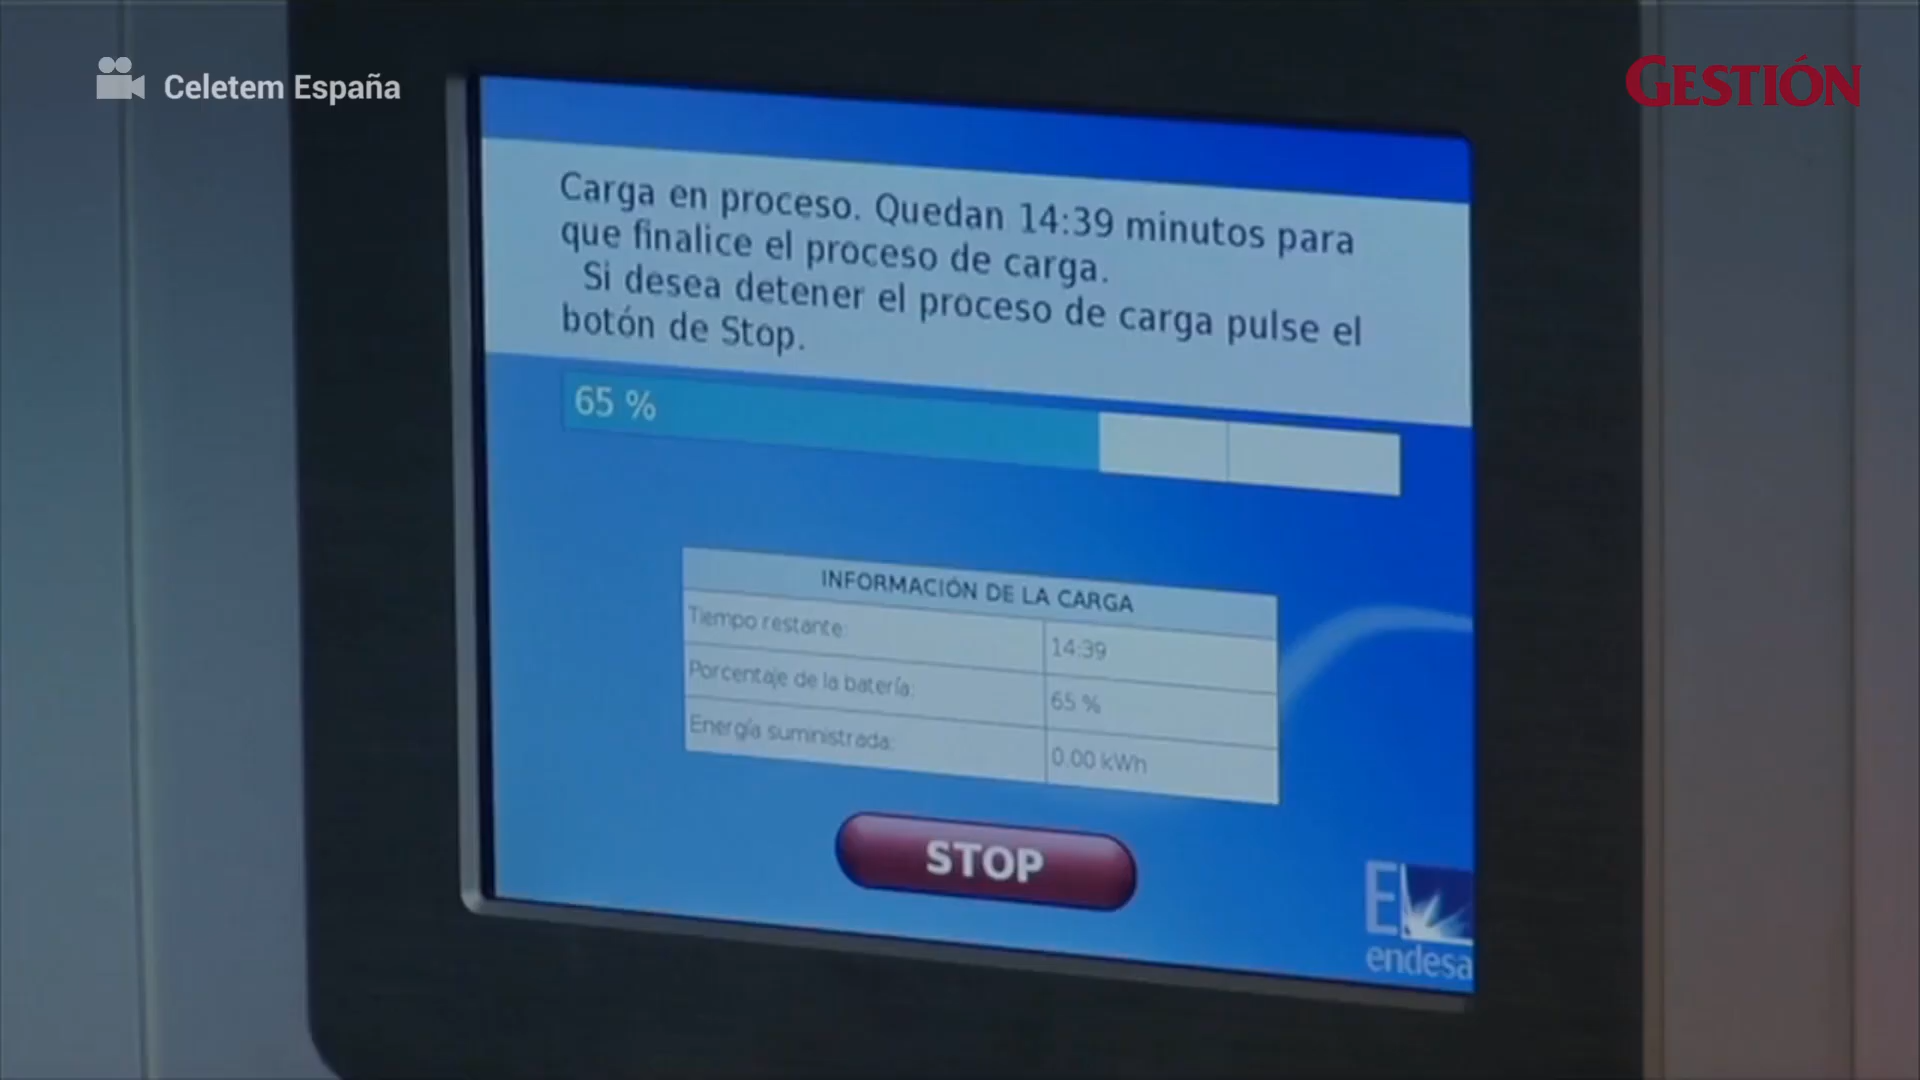 Celetem España
GESTIÓN
Carga en proceso. Quedan 14:39 minutos para
que finalice el proceso de carga.
Si desea detener el proceso de carga pulse el
botón de Stop.
65 %
INFORMACIÓN DE LA CARGA
Tiempo restante: 14:39
Porcentaje de la batería: 65 %
Energía suministrada: 0.00 kWh
STOP
endesa